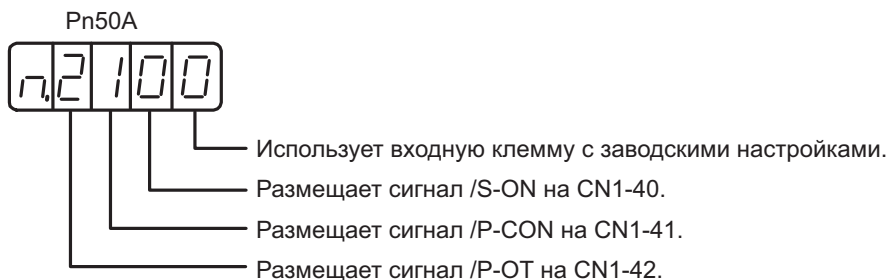 Pn50A
n.2100
Использует входную клемму с заводскими настройками.
Размещает сигнал /S-ON на CN1-40.
Размещает сигнал /P-CON на CN1-41.
Размещает сигнал /P-OT на CN1-42.